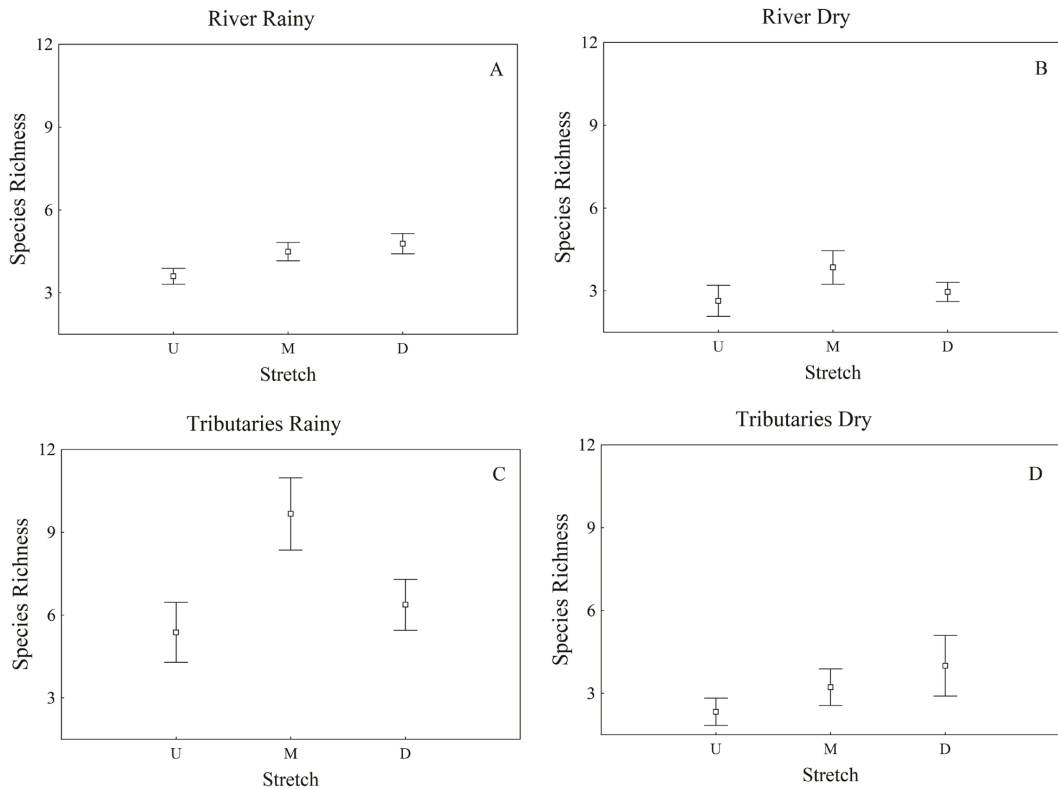 River Rainy
12
A
9
Species Richness
6
3
U M D
Stretch
River Dry
12
B
9
Species Richness
6
3
U M D
Stretch
Tributaries Rainy
12
C
9
Species Richness
6
3
U M D
Stretch
Tributaries Dry
12
D
9
Species Richness
6
3
U M D
Stretch